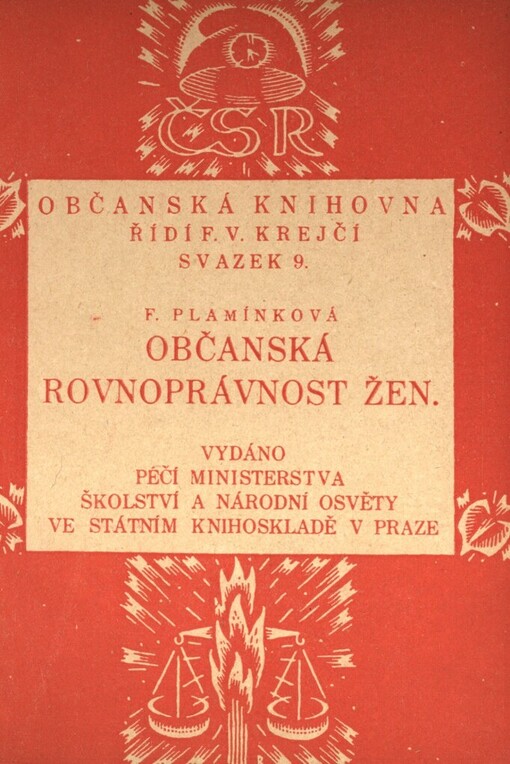 ČSR
OBČANSKÁ KNIHOVNA
ŘÍDÍ F. V. KREJČÍ
SVAZEK 9.
F. PLAMÍNKOVÁ
OBČANSKÁ
ROVNOPRÁVNOST ŽEN.
VYDÁNO
PÉČÍ MINISTERSTVA
ŠKOLSTVÍ A NÁRODNÍ OSVĚTY
VE STÁTNÍM KNIHOSKLADĚ V PRAZE